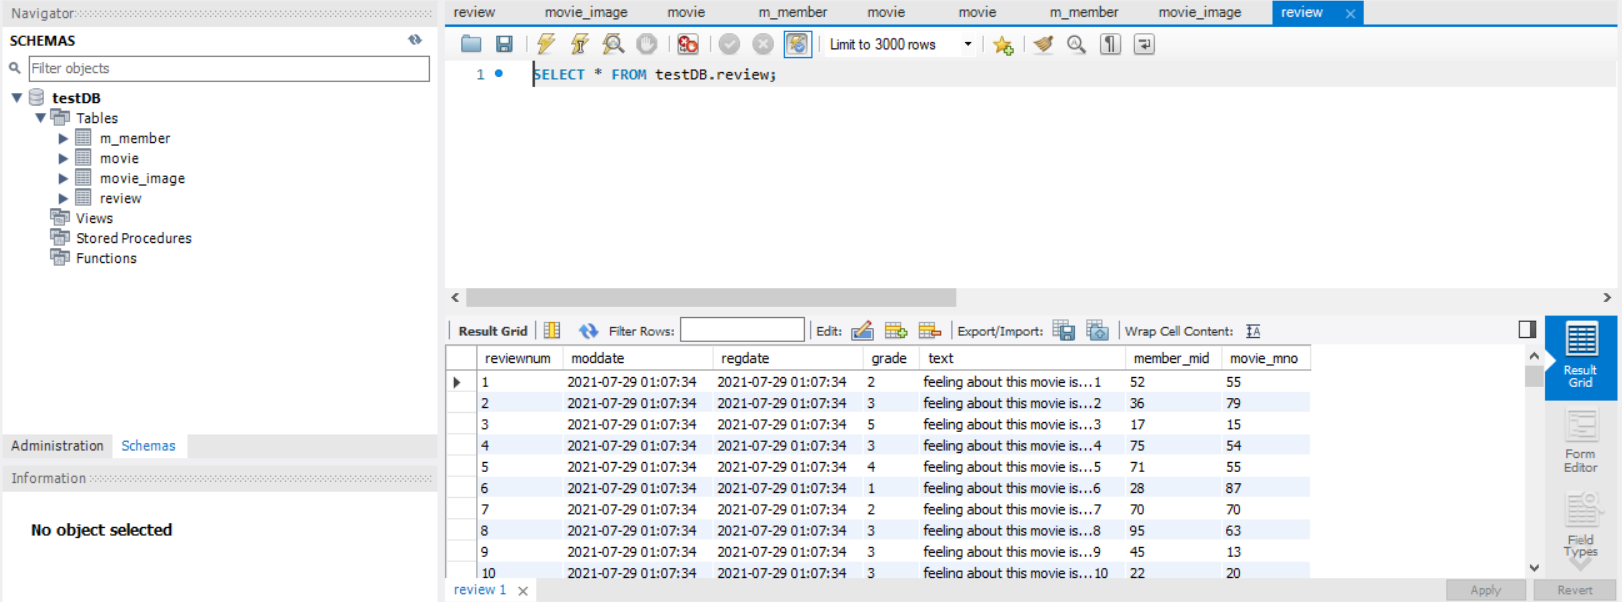 Navigator
SCHEMAS
Filter objects
testDB
Tables
m_member
movie
movie_image
review
Views
Stored Procedures
Functions
Administration Schemas
Information
No object selected
review movie_image movie m_member movie movie m_member movie_image review
Limit to 3000 rows
1 SELECT * FROM testDB.review;
Result Grid Filter Rows: Edit: Export/Import: Wrap Cell Content:
reviewnum moddate regdate grade text member_mid movie_mno
1 2021-07-29 01:07:34 2021-07-29 01:07:34 2 feeling about this movie is...1 52 55
2 2021-07-29 01:07:34 2021-07-29 01:07:34 3 feeling about this movie is...2 36 79
3 2021-07-29 01:07:34 2021-07-29 01:07:34 5 feeling about this movie is...3 17 15
4 2021-07-29 01:07:34 2021-07-29 01:07:34 3 feeling about this movie is...4 75 54
5 2021-07-29 01:07:34 2021-07-29 01:07:34 4 feeling about this movie is...5 71 55
6 2021-07-29 01:07:34 2021-07-29 01:07:34 1 feeling about this movie is...6 28 87
7 2021-07-29 01:07:34 2021-07-29 01:07:34 2 feeling about this movie is...7 70 70
8 2021-07-29 01:07:34 2021-07-29 01:07:34 3 feeling about this movie is...8 95 63
9 2021-07-29 01:07:34 2021-07-29 01:07:34 3 feeling about this movie is...9 45 13
10 2021-07-29 01:07:34 2021-07-29 01:07:34 3 feeling about this movie is...10 22 20
Result
Grid
Form
Editor
Field
Types
review 1
Apply Revert